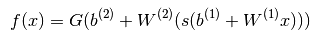 f(x) = G(b^{(2)} + W^{(2)}(s(b^{(1)} + W^{(1)}x)))